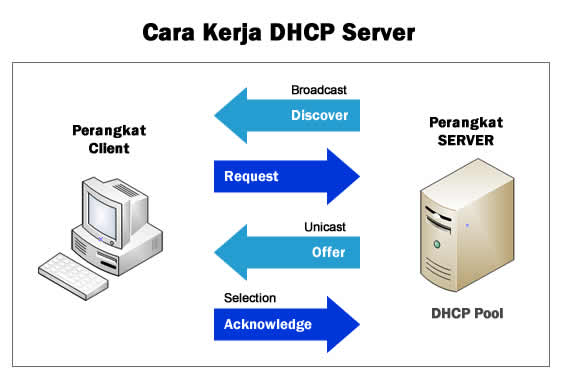 Cara Kerja DHCP Server
Perangkat
Client
Broadcast
Discover
Request
Unicast
Offer
Selection
Acknowledge
Perangkat
SERVER
DHCP Pool